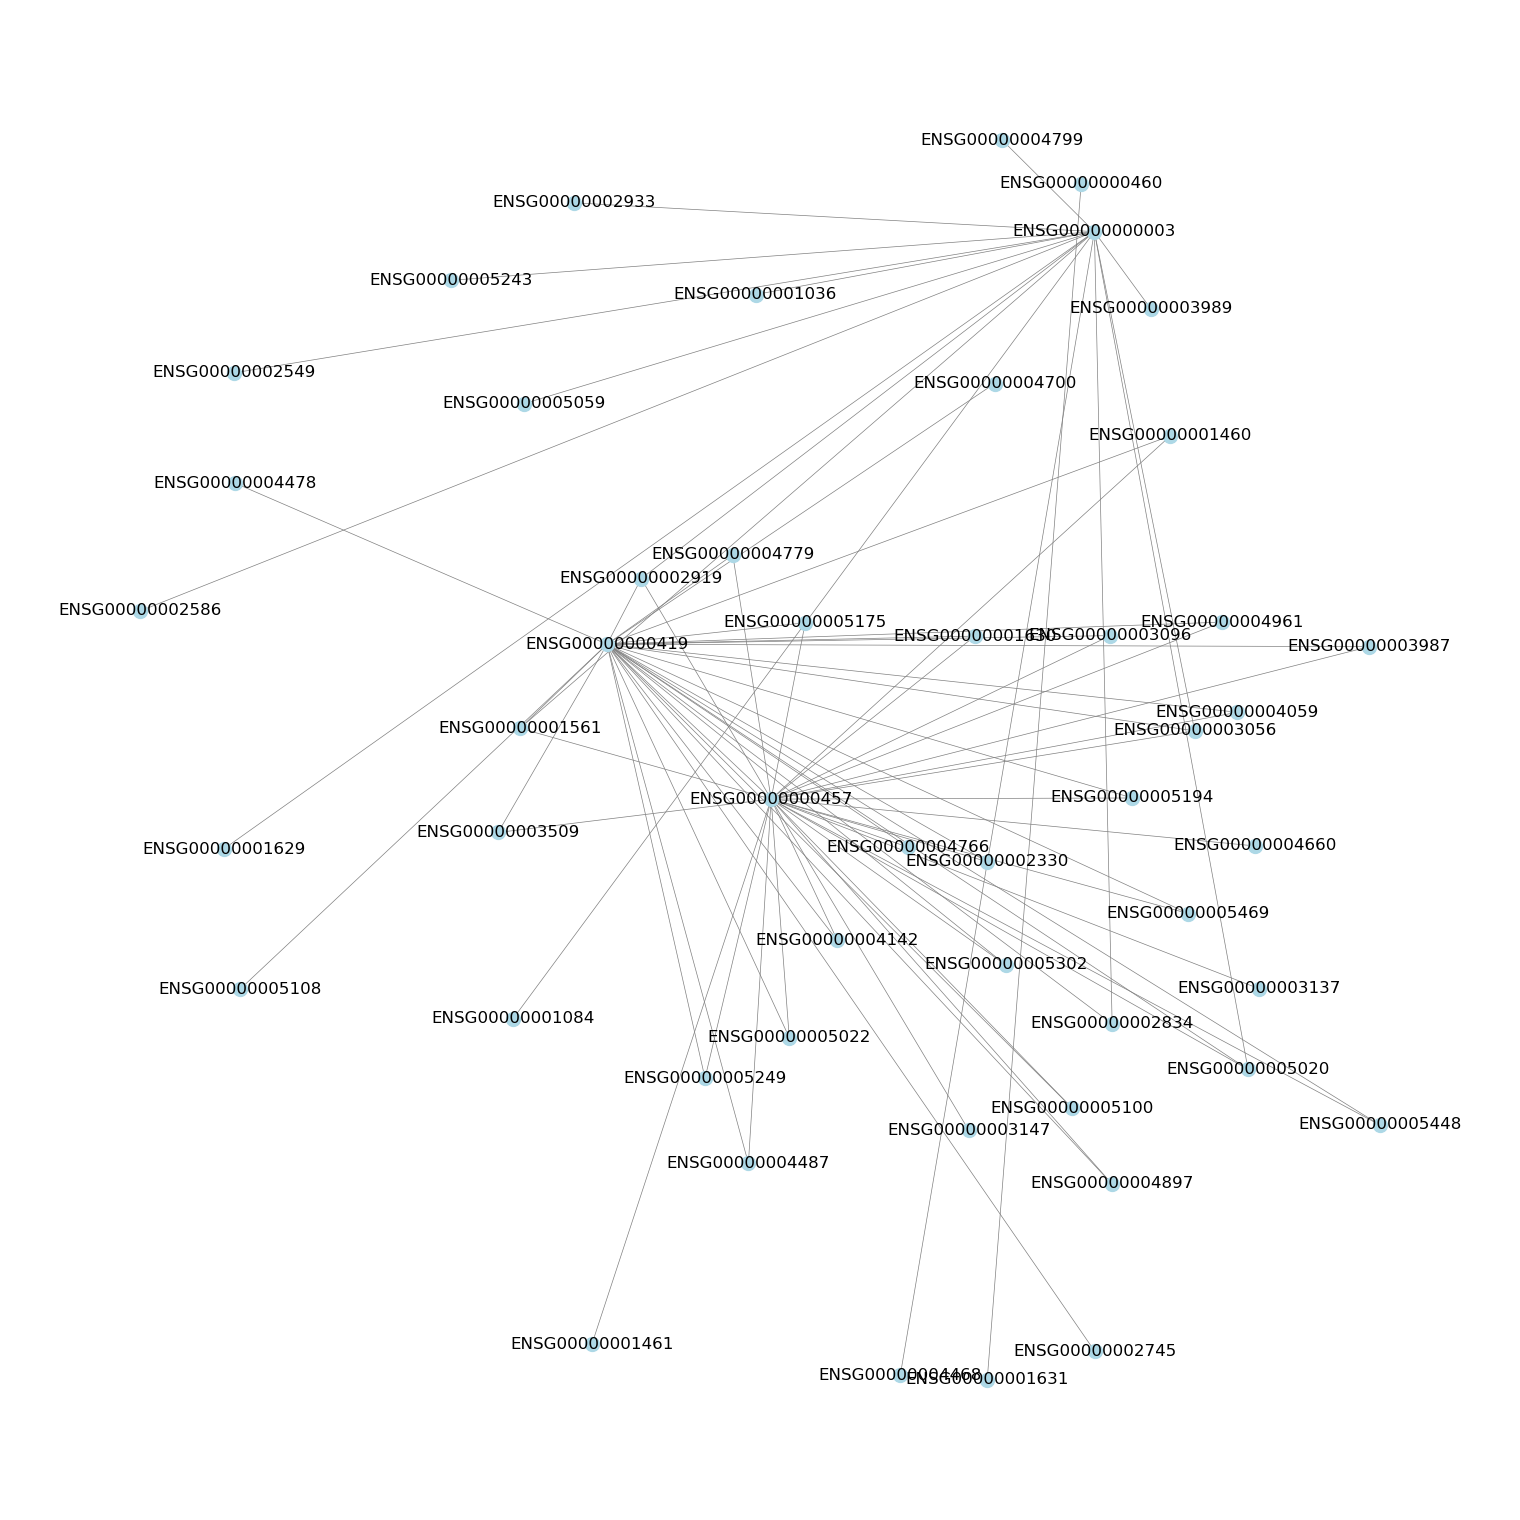 ENSG00000004799
ENSG00000000460
ENSG00000002933
ENSG00000000003
ENSG00000005243
ENSG00000001036
ENSG00000003989
ENSG00000002549
ENSG00000004700
ENSG00000005059
ENSG00000001460
ENSG00000004478
ENSG00000004779
ENSG00000002919
ENSG00000002586
ENSG00000005175
ENSG00000004961
ENSG00000001630
ENSG00000003096
ENSG00000000419
ENSG00000003987
ENSG00000004059
ENSG00000001561
ENSG00000003056
ENSG00000000457
ENSG00000005194
ENSG00000003509
ENSG00000001629
ENSG00000004766
ENSG00000004660
ENSG00000002330
ENSG00000005469
ENSG00000004142
ENSG00000005302
ENSG00000005108
ENSG00000003137
ENSG00000001084
ENSG00000002834
ENSG00000005022
ENSG00000005020
ENSG00000005249
ENSG00000005100
ENSG00000003147
ENSG00000005448
ENSG00000004487
ENSG00000004897
ENSG00000001461
ENSG00000002745
ENSG00000004468
ENSG00000001631